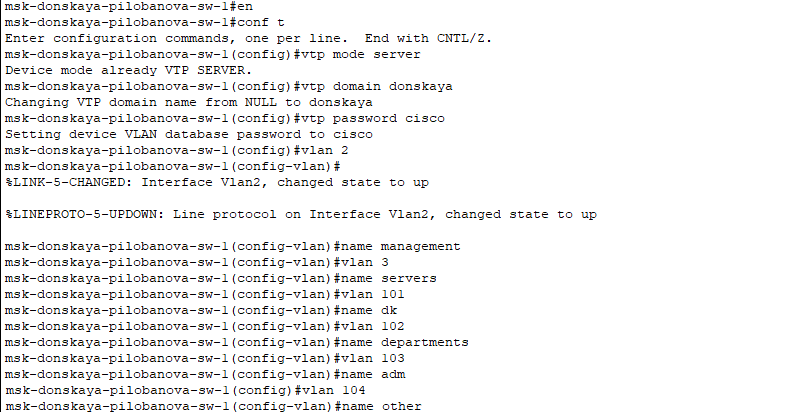 msk-donskaya-pilobanova-sw-1#en
msk-donskaya-pilobanova-sw-1#conf t
Enter configuration commands, one per line.  End with CNTL/Z.
msk-donskaya-pilobanova-sw-1(config)#vtp mode server
Device mode already VTP SERVER.
msk-donskaya-pilobanova-sw-1(config)#vtp domain donskaya
Changing VTP domain name from NULL to donskaya
msk-donskaya-pilobanova-sw-1(config)#vtp password cisco
Setting device VLAN database password to cisco
msk-donskaya-pilobanova-sw-1(config)#vlan 2
msk-donskaya-pilobanova-sw-1(config-vlan)#
%LINK-5-CHANGED: Interface Vlan2, changed state to up
%LINEPROTO-5-UPDOWN: Line protocol on Interface Vlan2, changed state to up
msk-donskaya-pilobanova-sw-1(config-vlan)#name management
msk-donskaya-pilobanova-sw-1(config-vlan)#vlan 3
msk-donskaya-pilobanova-sw-1(config-vlan)#name servers
msk-donskaya-pilobanova-sw-1(config-vlan)#vlan 101
msk-donskaya-pilobanova-sw-1(config-vlan)#name dk
msk-donskaya-pilobanova-sw-1(config-vlan)#vlan 102
msk-donskaya-pilobanova-sw-1(config-vlan)#name departments
msk-donskaya-pilobanova-sw-1(config-vlan)#vlan 103
msk-donskaya-pilobanova-sw-1(config-vlan)#name adm
msk-donskaya-pilobanova-sw-1(config)#vlan 104
msk-donskaya-pilobanova-sw-1(config-vlan)#name other